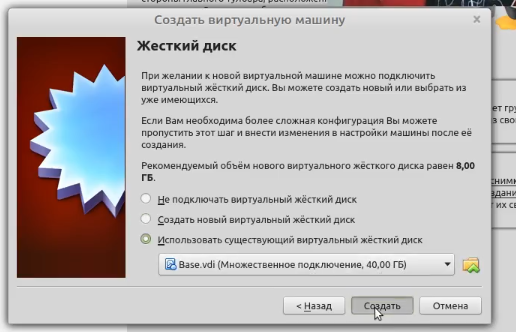 стороны главного тулбара, расположен
Создать виртуальную машину
Жесткий диск
При желании к новой виртуальной машине можно подключить
виртуальный жёсткий диск. Вы можете создать новый или выбрать из
уже имеющихся.
Если Вам необходима более сложная конфигурация Вы можете
пропустить этот шаг и внести изменения в настройки машины после её
создания.
Рекомендуемый объём нового виртуального жёсткого диска равен 8,00
ГБ.
Не подключать виртуальный жёсткий диск
Создать новый виртуальный жёсткий диск
Использовать существующий виртуальный жёсткий диск
Base.vdi (Множественное подключение, 40,00 ГБ)
< Назад
Создать
Отмена